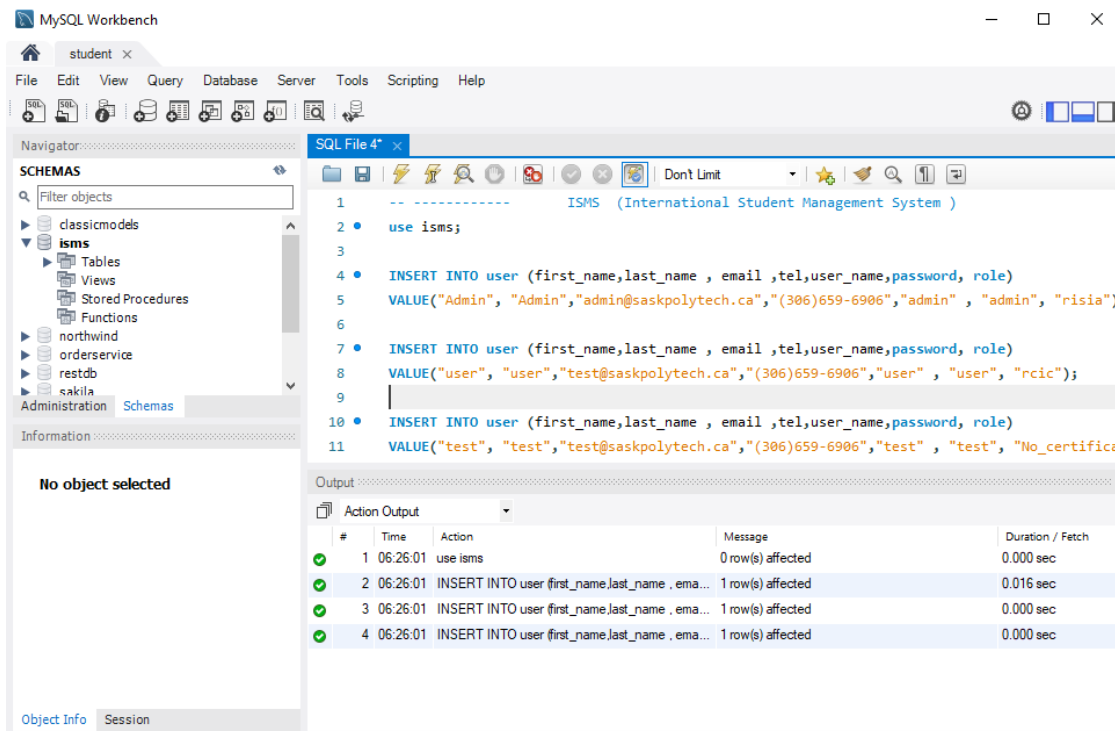 MySQL Workbench
student
File Edit View Query Database Server Tools Scripting Help
Navigator
SCHEMAS
Filter objects
classicmodels
isms
Tables
Views
Stored Procedures
Functions
northwind
orderservice
restdb
sakila
Administration Schemas
Information
No object selected
Object Info Session
SQL File 4*
Don't Limit
1 -- ------------ ISMS (International Student Management System )
2 use isms;
3
4 INSERT INTO user (first_name,last_name , email ,tel,user_name,password, role)
5 VALUE("Admin", "Admin","admin@saskpolytech.ca","(306)659-6906","admin" , "admin", "risia")
6
7 INSERT INTO user (first_name,last_name , email ,tel,user_name,password, role)
8 VALUE("user", "user","test@saskpolytech.ca","(306)659-6906","user" , "user", "rcic");
9
10 INSERT INTO user (first_name,last_name , email ,tel,user_name,password, role)
11 VALUE("test", "test","test@saskpolytech.ca","(306)659-6906","test" , "test", "No_certifica
Output
Action Output
# Time Action Message Duration / Fetch
1 06:26:01 use isms 0 row(s) affected 0.000 sec
2 06:26:01 INSERT INTO user (first_name,last_name , ema... 1 row(s) affected 0.016 sec
3 06:26:01 INSERT INTO user (first_name,last_name , ema... 1 row(s) affected 0.000 sec
4 06:26:01 INSERT INTO user (first_name,last_name , ema... 1 row(s) affected 0.000 sec